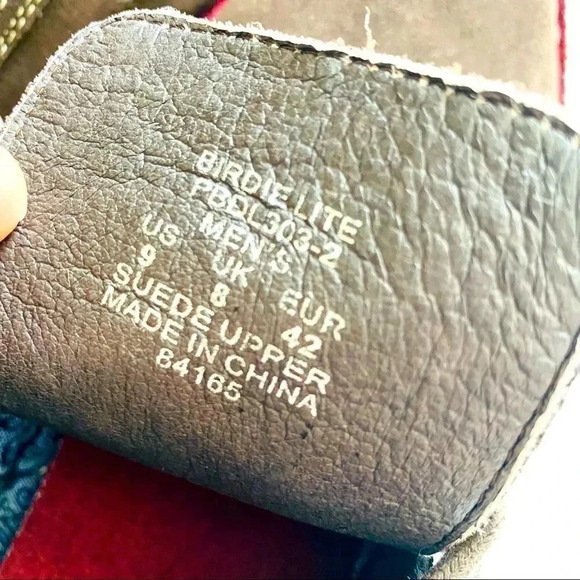 BIRDIE LITE
PBDL303-2
MEN'S
US UK EUR
9 8 42
SUEDE UPPER
MADE IN CHINA
84165